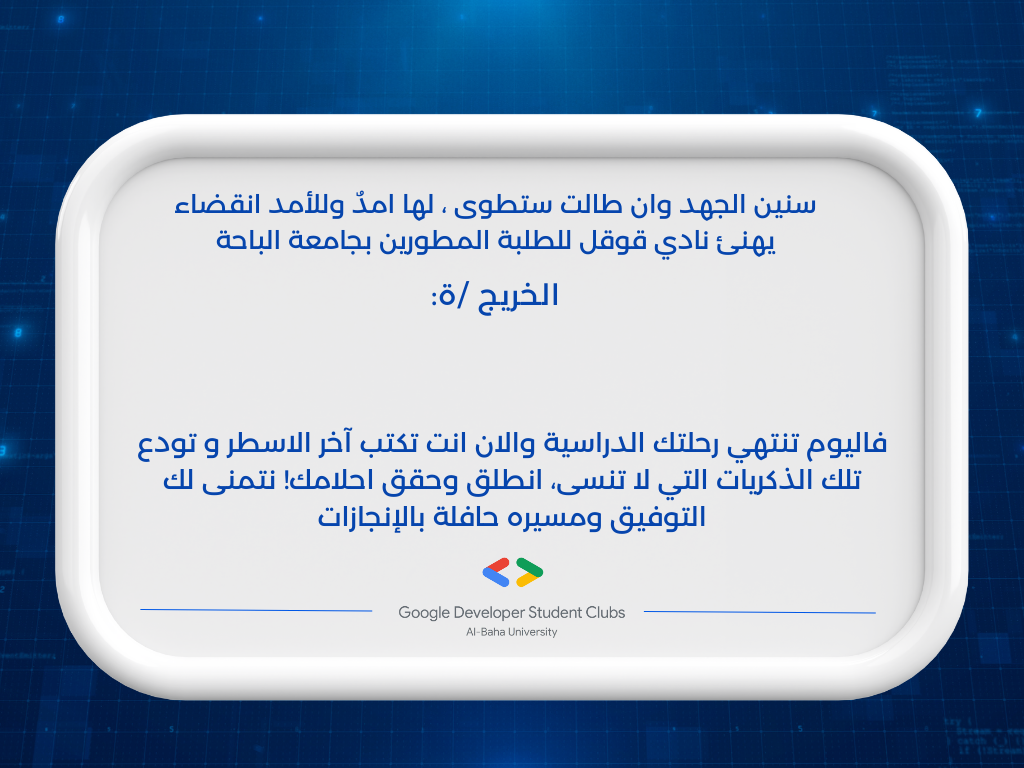 سنين الجهد وان طالت ستطوى ، لها امدٌ وللأمد انقضاء
يهنئ نادي قوقل للطلبة المطورين بجامعة الباحة
الخريج /ة:
فاليوم تنتهي رحلتك الدراسية والان انت تكتب آخر الاسطر و تودع
تلك الذكريات التي لا تنسى، انطلق وحقق احلامك! نتمنى لك
التوفيق ومسيره حافلة بالإنجازات
Google Developer Student Clubs
Al-Baha University